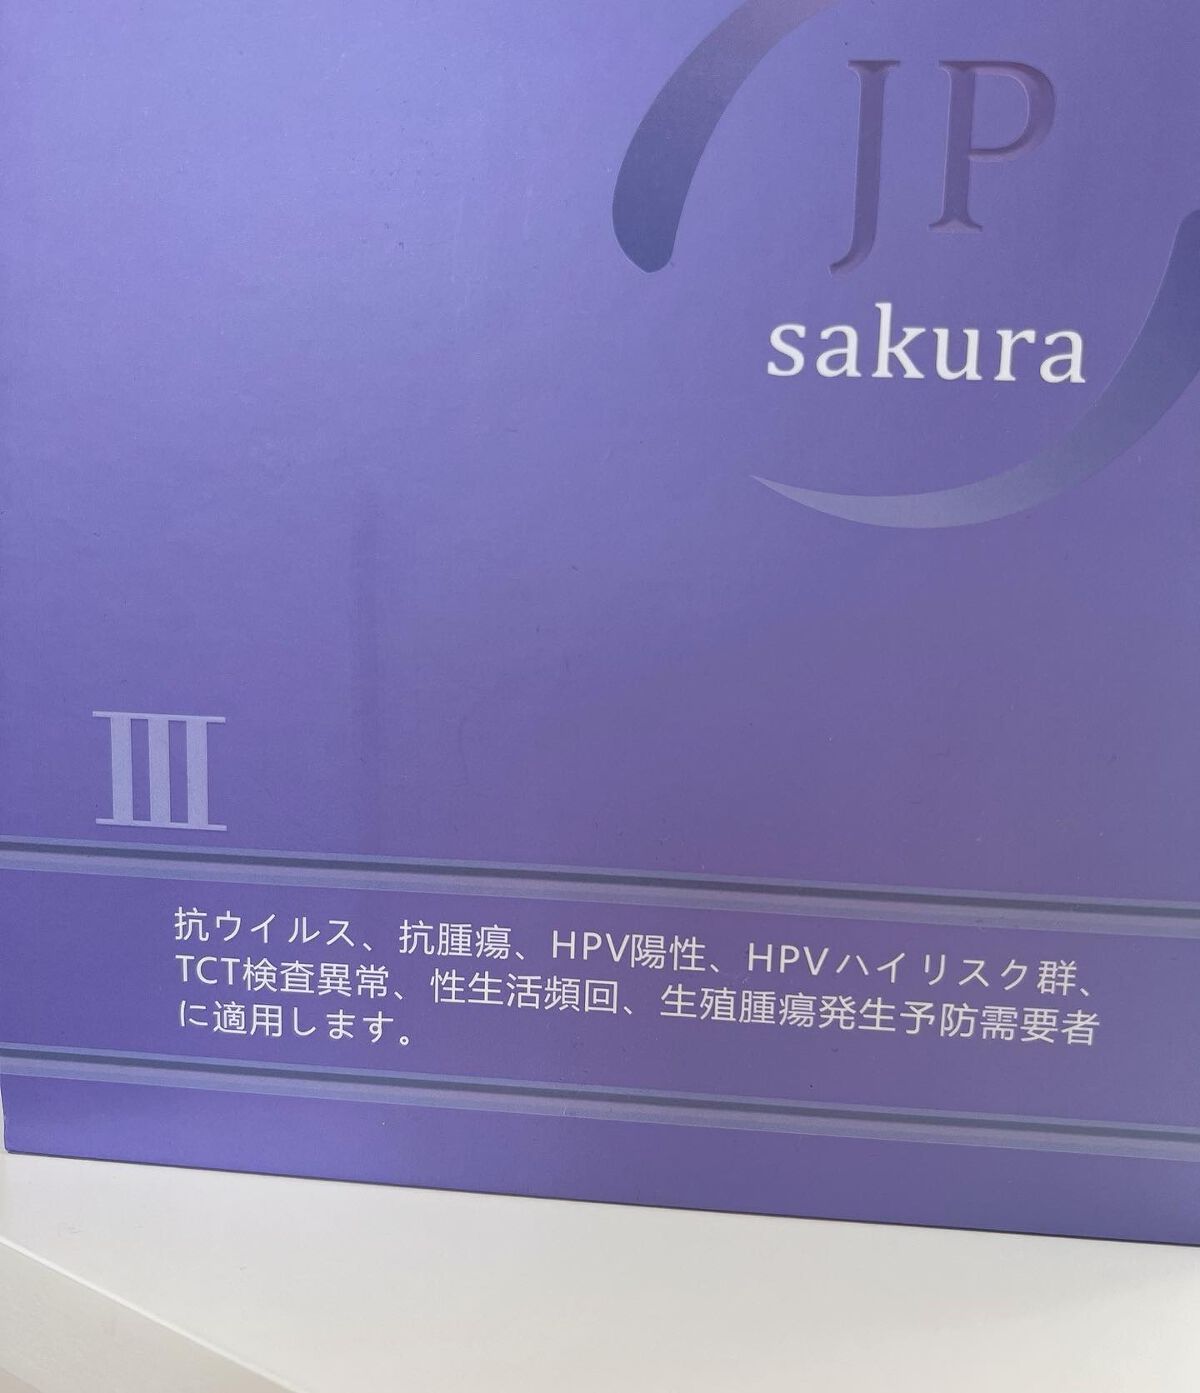 JP
sakura
III
抗ウイルス、抗腫瘍、HPV陽性、HPVハイリスク群、
TCT検査異常、性生活頻回、生殖腫瘍発生予防需要者
に適用します。